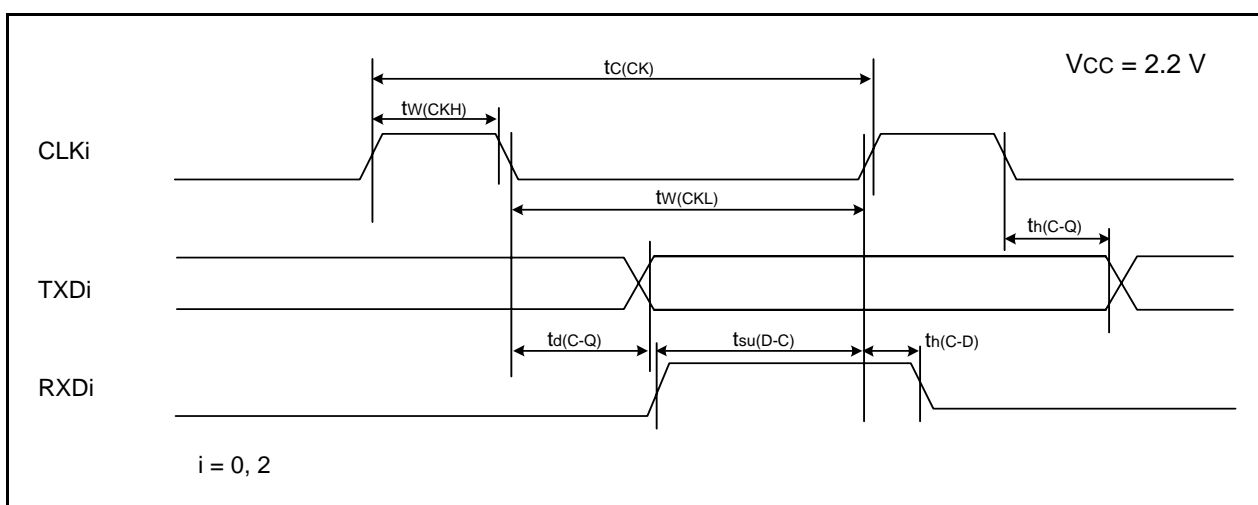 tC(CK)
VCC = 2.2 V
tW(CKH)
CLKi
tW(CKL)
th(C-Q)
TXDi
td(C-Q)
tsu(D-C)
th(C-D)
RXDi
i = 0, 2